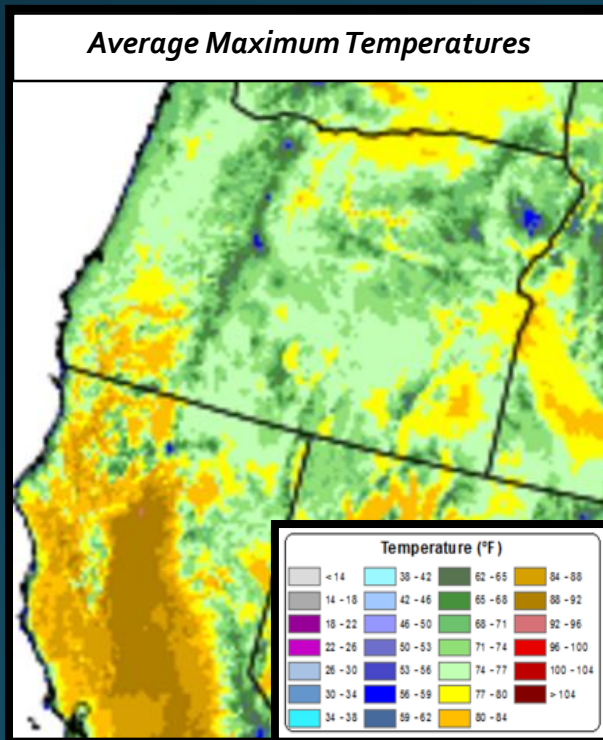 Average Maximum Temperatures
Temperature (°F)
< 14
14 - 18
18 - 22
22 - 26
26 - 30
30 - 34
34 - 38
38 - 42
42 - 46
46 - 50
50 - 53
53 - 56
56 - 59
59 - 62
62 - 65
65 - 68
68 - 71
71 - 74
74 - 77
77 - 80
80 - 84
84 - 88
88 - 92
92 - 96
96 - 100
100 - 104
> 104